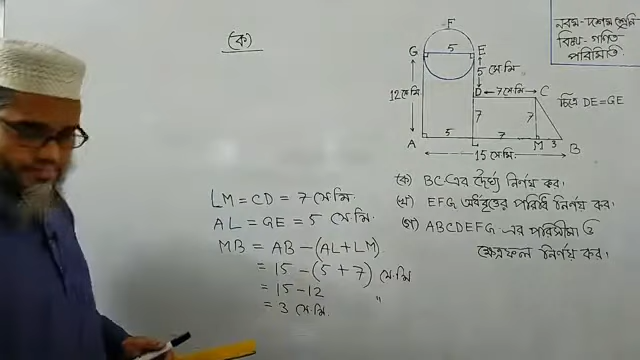 নবম-দশম শ্রেণি
বিষয়-গণিত
পরিমিতি
(ক)
F
G 5 E
5 সে.মি
12 সে.মি
D 7 সে.মি C
চিত্রে DE=GE
7 7
A 5 L 7 M 3 B
15 সে.মি.
(ক) BC এর দৈর্ঘ্য নির্ণয় কর।
(খ) EFG অর্ধবৃত্তের পরিধি নির্ণয় কর।
(গ) ABCDEFG এর পরিসীমা ও
ক্ষেত্রফল নির্ণয় কর।
LM = CD = 7 সে.মি.
AL = GE = 5 সে.মি.
MB = AB - (AL+LM)
= 15 - (5 + 7) সে.মি
= 15 - 12 "
= 3 সে.মি.